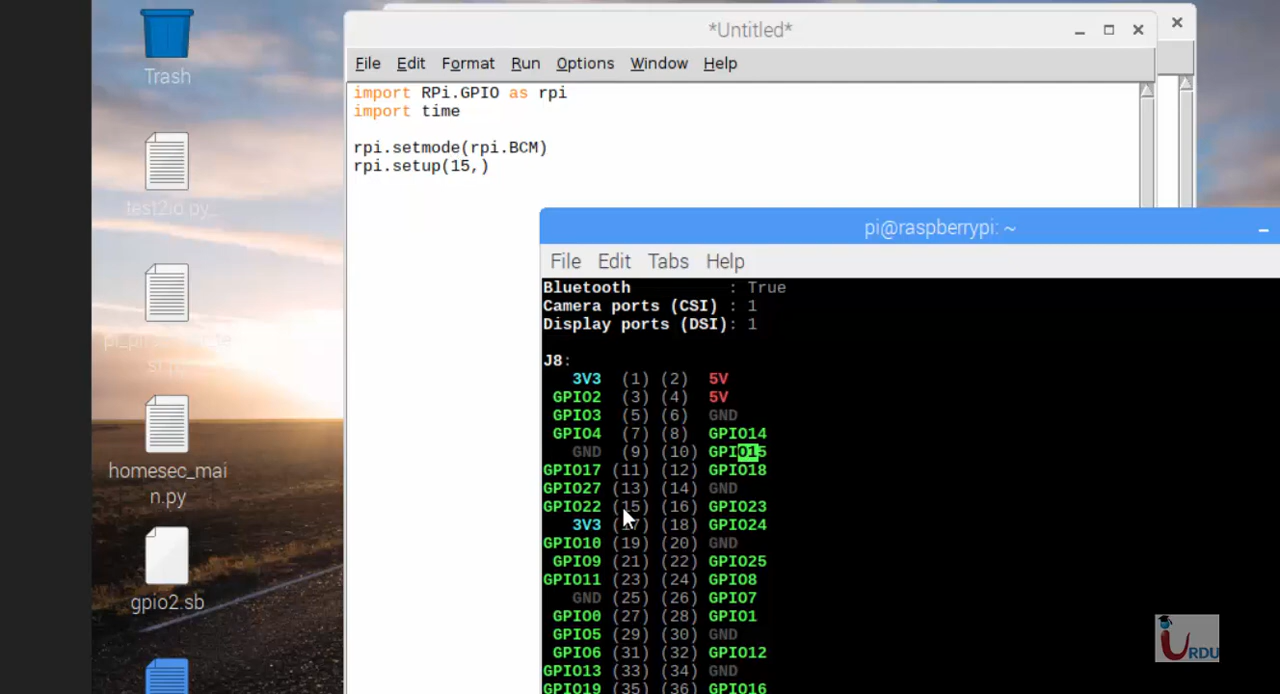 Trash
test2io.py
homesec_mai
n.py
gpio2.sb
*Untitled*
File Edit Format Run Options Window Help
import RPi.GPIO as rpi
import time
rpi.setmode(rpi.BCM)
rpi.setup(15,)
pi@raspberrypi: ~
File Edit Tabs Help
Bluetooth : True
Camera ports (CSI) : 1
Display ports (DSI): 1
J8:
3V3 (1) (2) 5V
GPIO2 (3) (4) 5V
GPIO3 (5) (6) GND
GPIO4 (7) (8) GPIO14
GND (9) (10) GPIO15
GPIO17 (11) (12) GPIO18
GPIO27 (13) (14) GND
GPIO22 (15) (16) GPIO23
3V3 (17) (18) GPIO24
GPIO10 (19) (20) GND
GPIO9 (21) (22) GPIO25
GPIO11 (23) (24) GPIO8
GND (25) (26) GPIO7
GPIO0 (27) (28) GPIO1
GPIO5 (29) (30) GND
GPIO6 (31) (32) GPIO12
GPIO13 (33) (34) GND
GPIO19 (35) (36) GPIO16
URDU